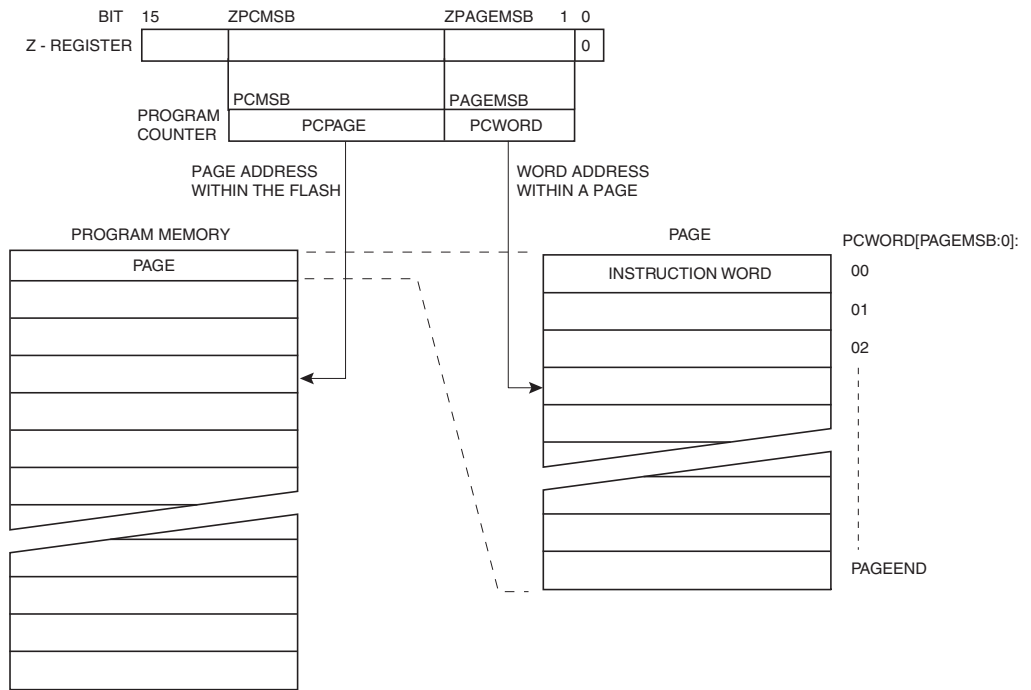 BIT 15 ZPCMSB ZPAGEMSB 1 0
Z - REGISTER 0
PCMSB PAGEMSB
PROGRAM
COUNTER
PCPAGE PCWORD
PAGE ADDRESS
WITHIN THE FLASH
WORD ADDRESS
WITHIN A PAGE
PROGRAM MEMORY
PAGE
PAGE
PCWORD[PAGEMSB:0]:
INSTRUCTION WORD
00
01
02
PAGEEND